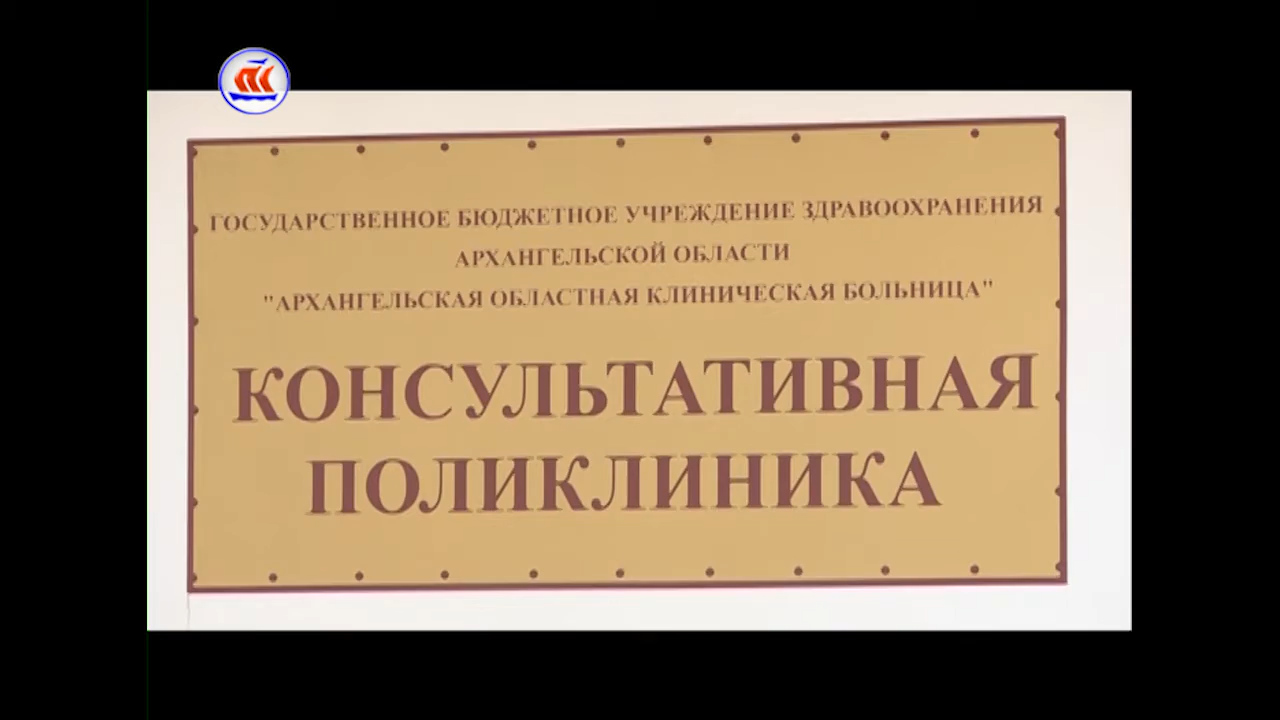 ГОСУДАРСТВЕННОЕ БЮДЖЕТНОЕ УЧРЕЖДЕНИЕ ЗДРАВООХРАНЕНИЯ
АРХАНГЕЛЬСКОЙ ОБЛАСТИ
"АРХАНГЕЛЬСКАЯ ОБЛАСТНАЯ КЛИНИЧЕСКАЯ БОЛЬНИЦА"
КОНСУЛЬТАТИВНАЯ
ПОЛИКЛИНИКА